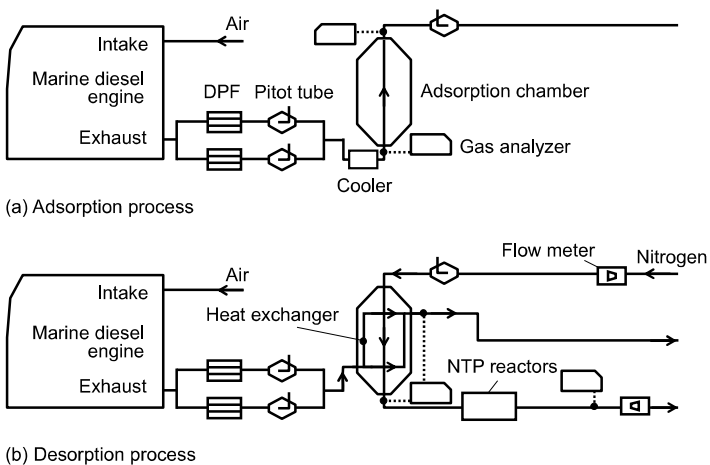 Air
Intake
Marine diesel
engine
DPF
Pitot tube
Adsorption chamber
Exhaust
Gas analyzer
Cooler
(a) Adsorption process
Flow meter
Nitrogen
Air
Intake
Heat exchanger
Marine diesel
engine
NTP reactors
Exhaust
(b) Desorption process